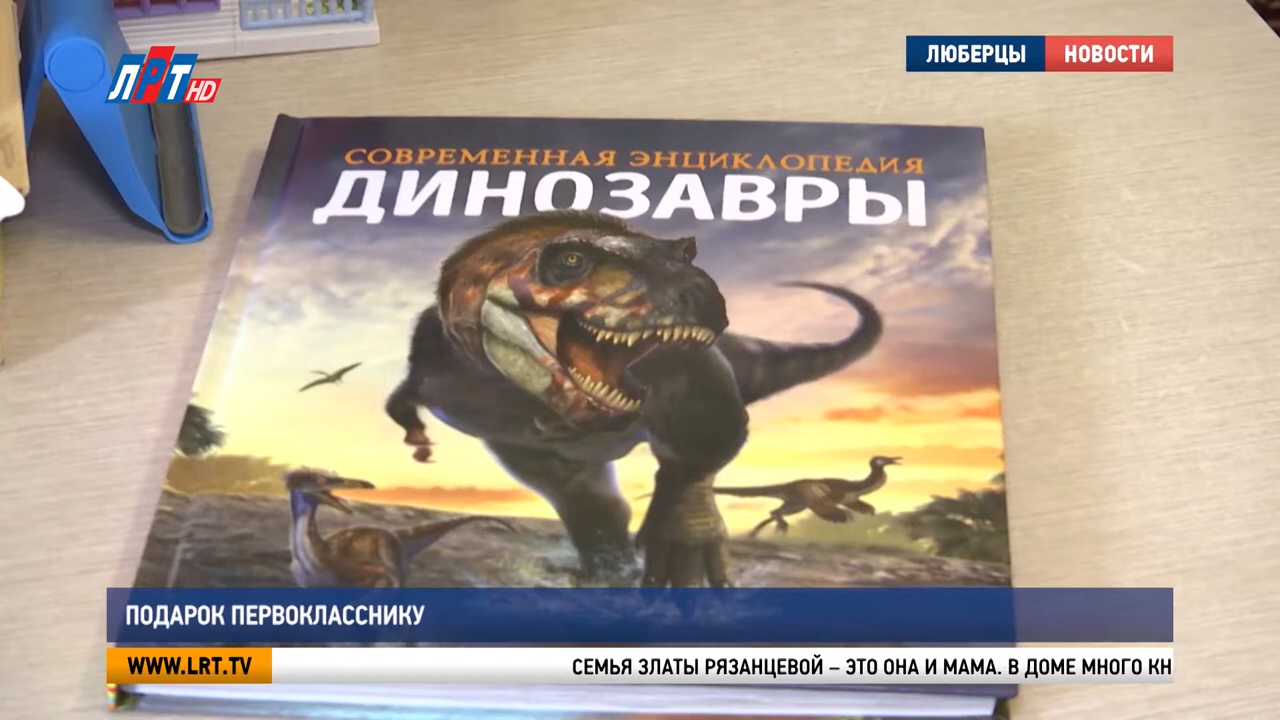 ЛРТ HD
ЛЮБЕРЦЫ НОВОСТИ
СОВРЕМЕННАЯ ЭНЦИКЛОПЕДИЯ
ДИНОЗАВРЫ
ПОДАРОК ПЕРВОКЛАССНИКУ
WWW.LRT.TV
СЕМЬЯ ЗЛАТЫ РЯЗАНЦЕВОЙ – ЭТО ОНА И МАМА. В ДОМЕ МНОГО КН